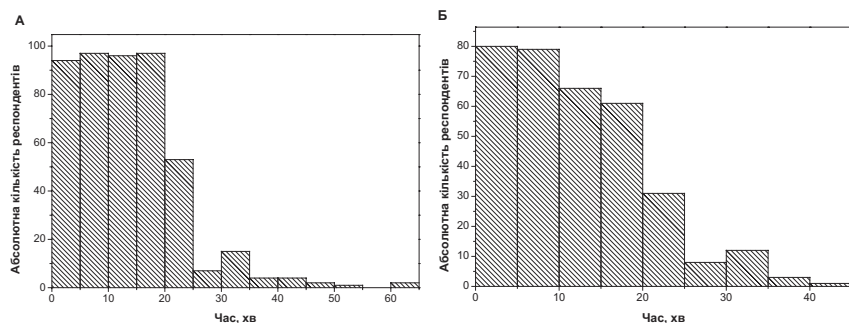 А
Абсолютна кількість респондентів
100
80
60
40
20
0
0 10 20 30 40 50 60
Час, хв
Б
Абсолютна кількість респондентів
80
70
60
50
40
30
20
10
0
0 10 20 30 40
Час, хв